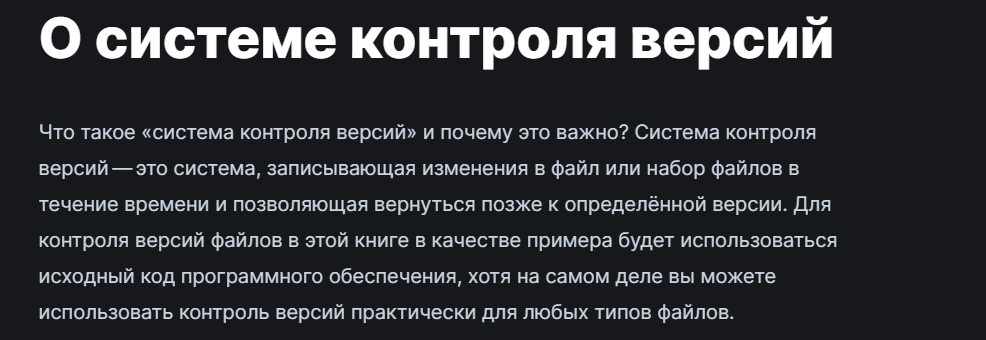 О системе контроля версий
Что такое «система контроля версий» и почему это важно? Система контроля
версий — это система, записывающая изменения в файл или набор файлов в
течение времени и позволяющая вернуться позже к определённой версии. Для
контроля версий файлов в этой книге в качестве примера будет использоваться
исходный код программного обеспечения, хотя на самом деле вы можете
использовать контроль версий практически для любых типов файлов.